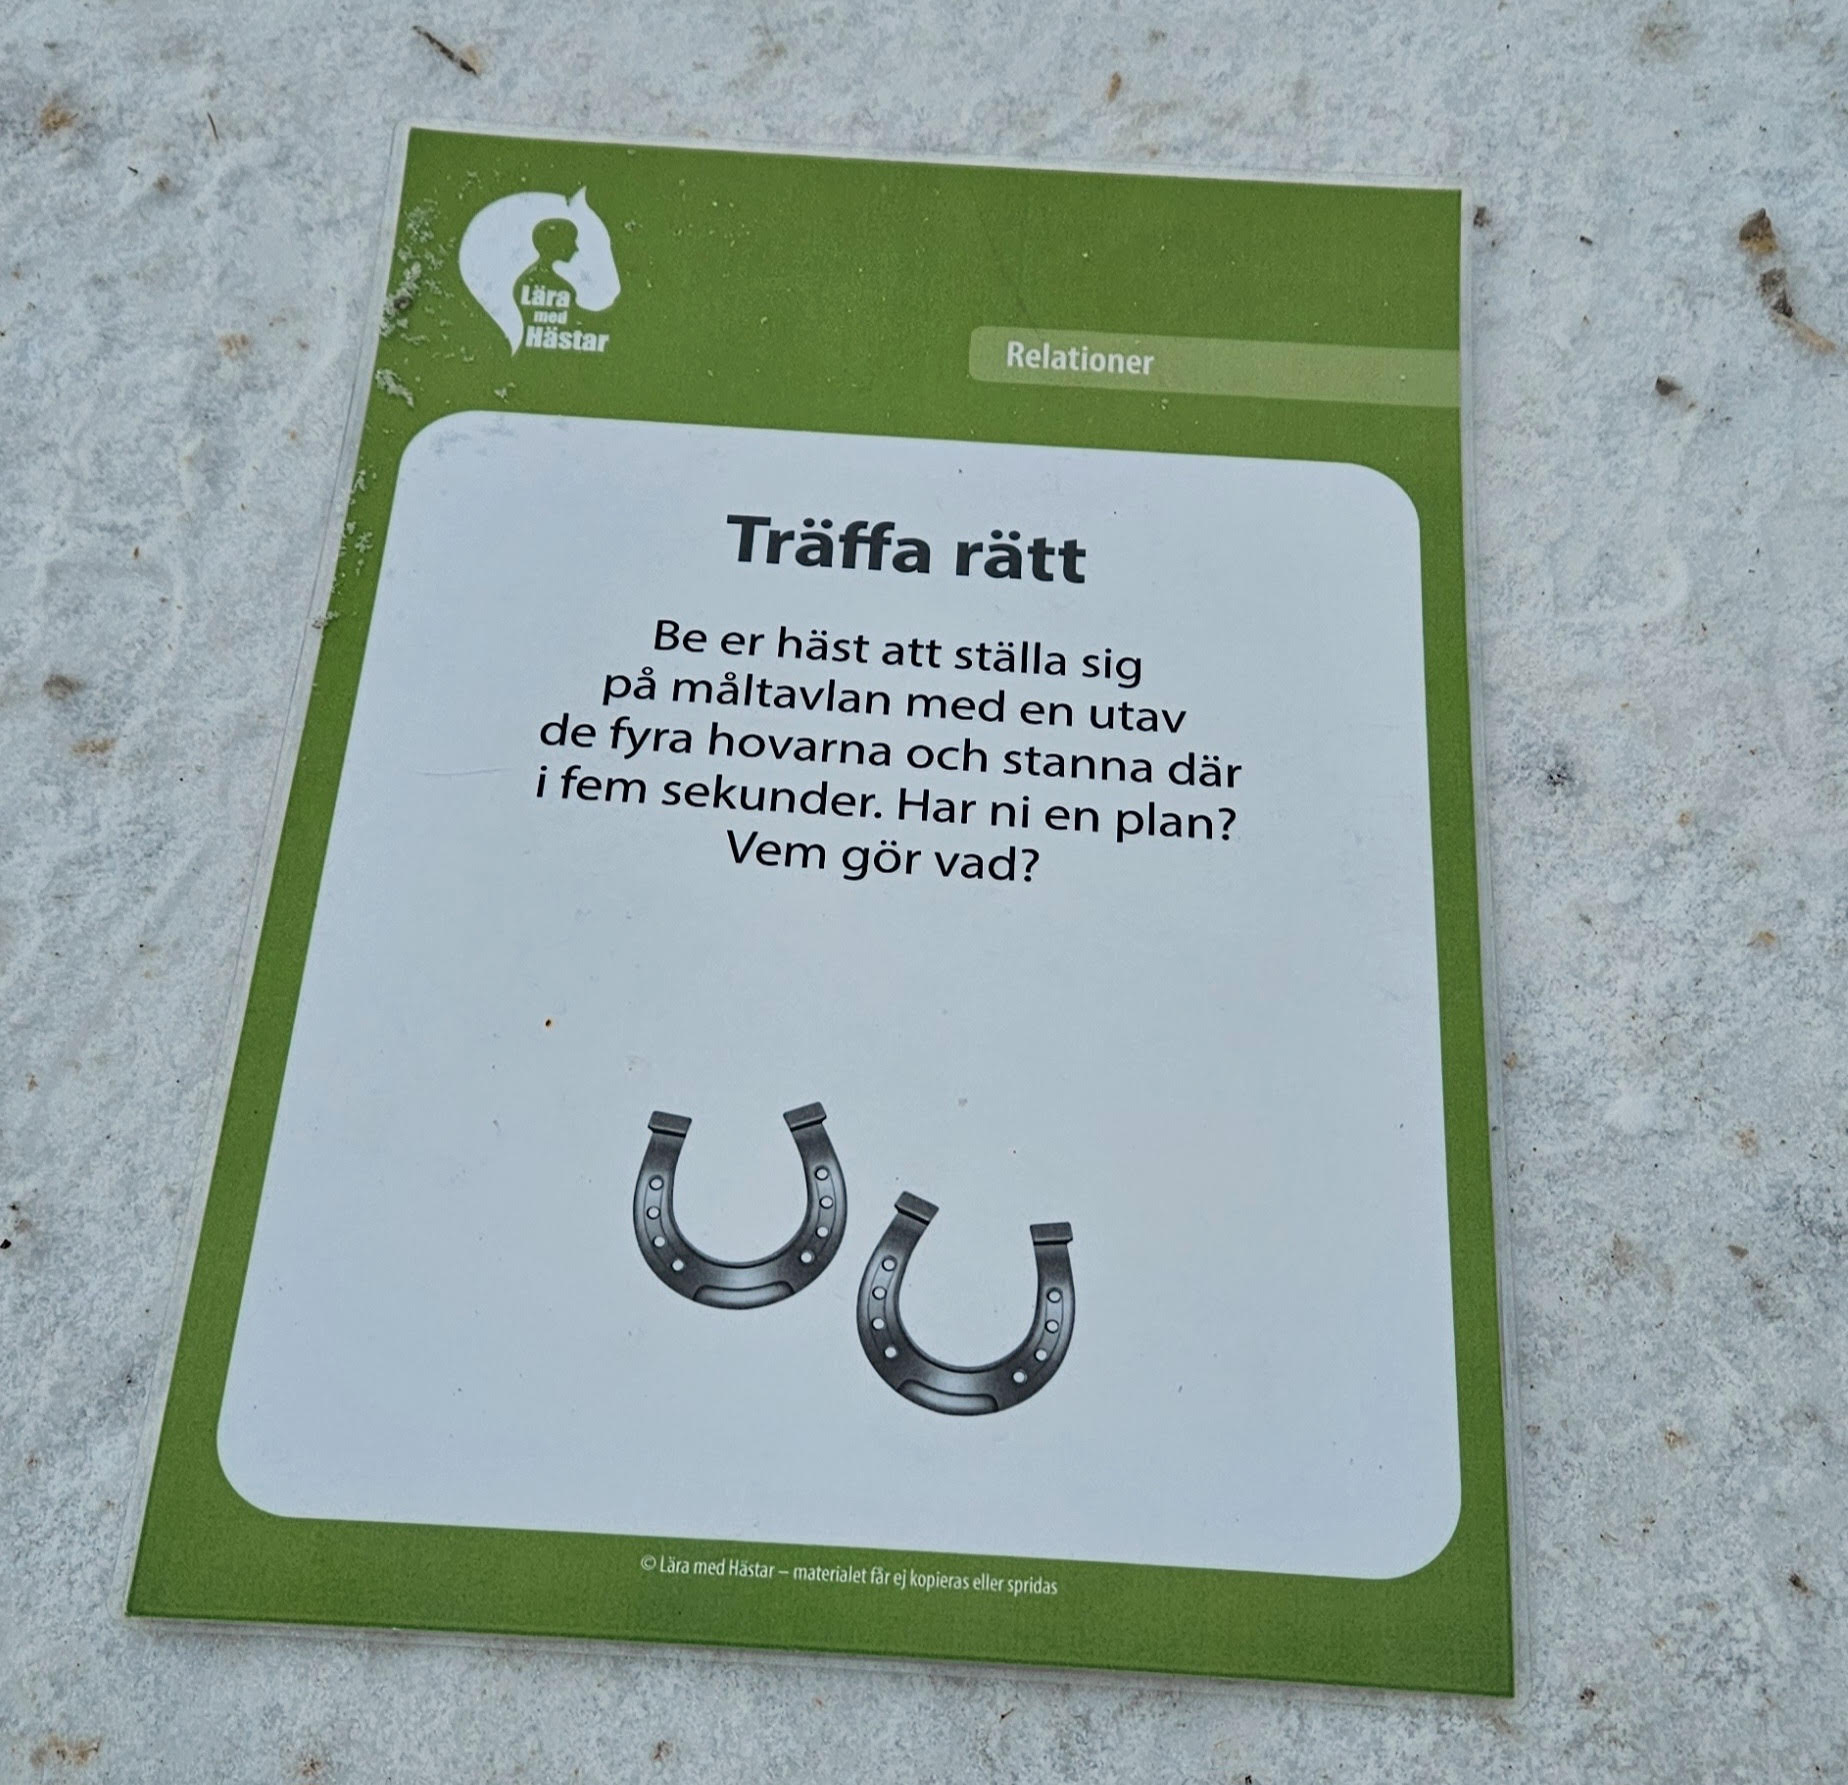 Lära
med
Hästar
Relationer
Träffa rätt
Be er häst att ställa sig
på måltavlan med en utav
de fyra hovarna och stanna där
i fem sekunder. Har ni en plan?
Vem gör vad?
© Lära med Hästar – materialet får ej kopieras eller spridas